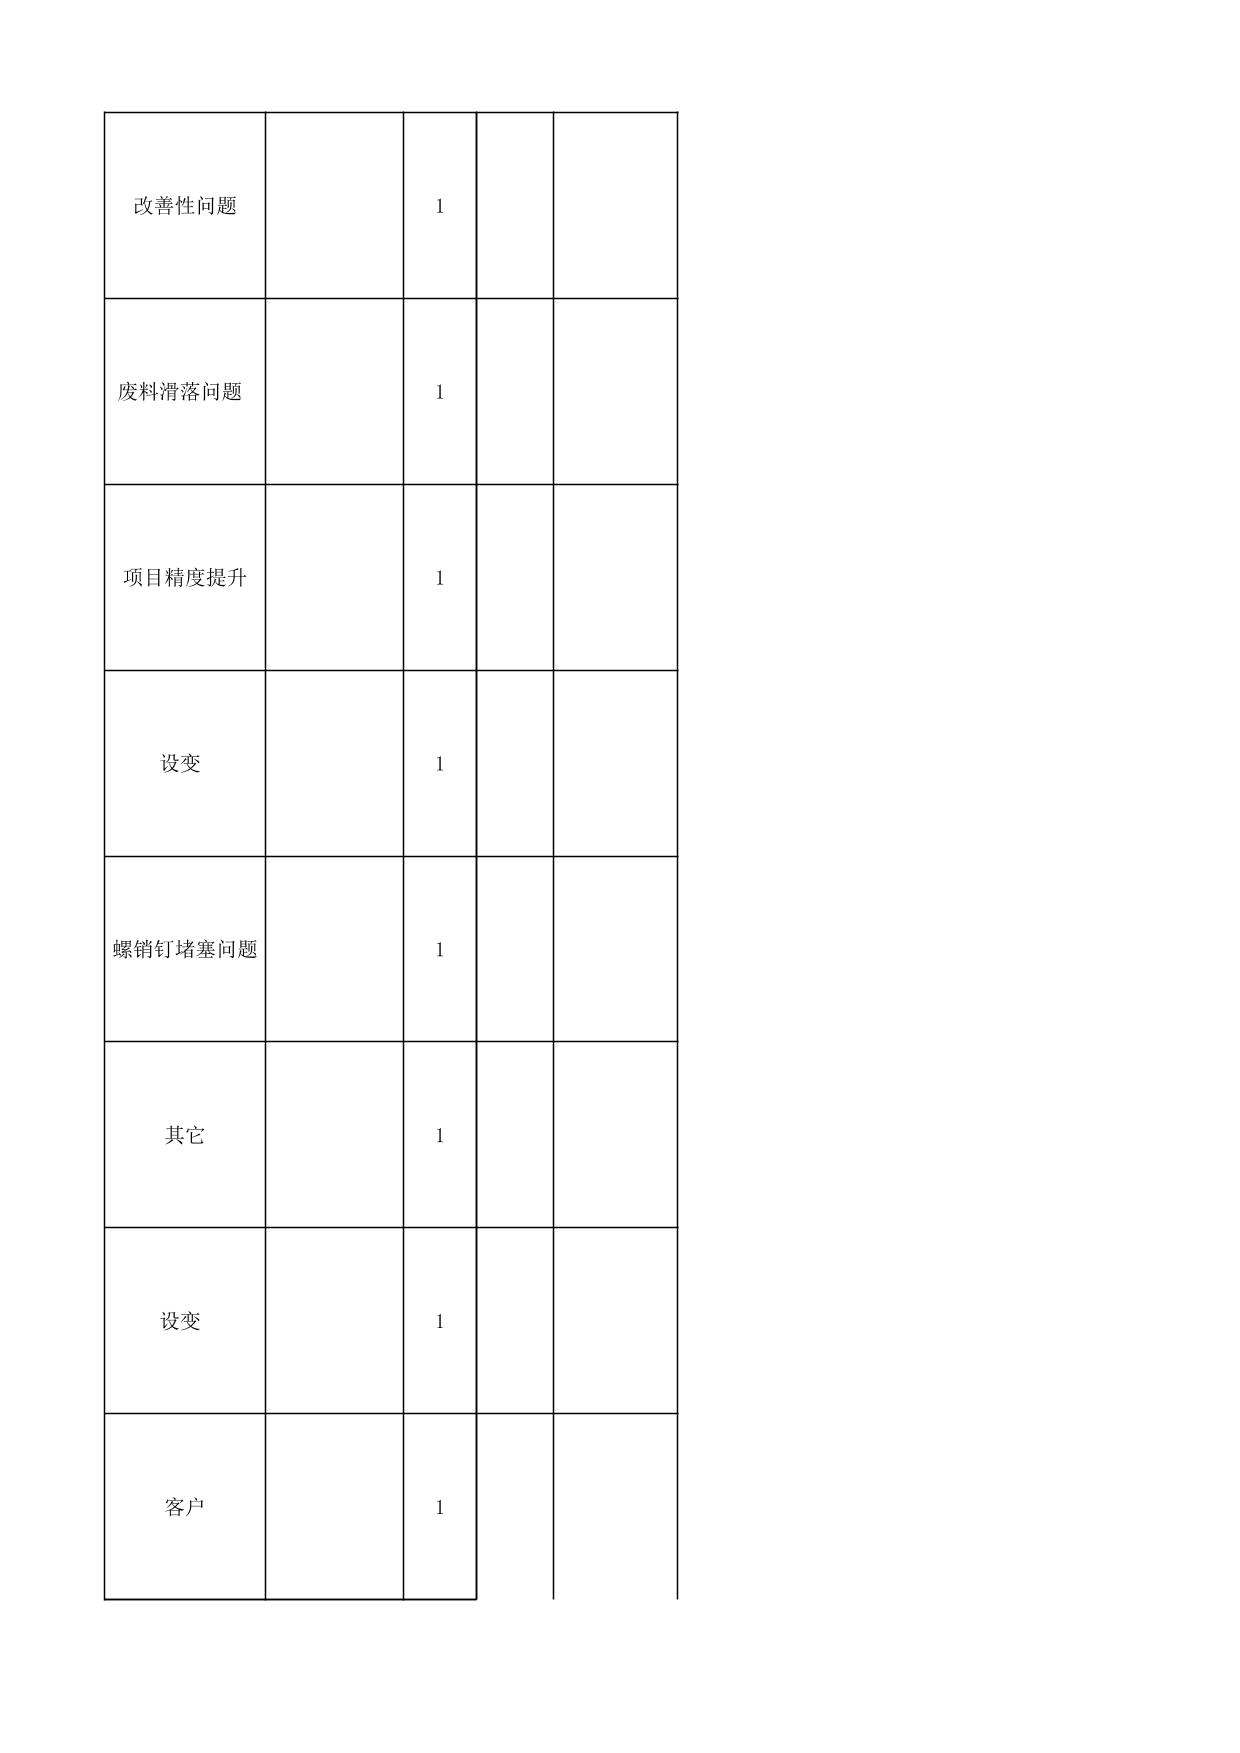 改善性问题 1
废料滑落问题 1
项目精度提升 1
设变 1
螺销钉堵塞问题 1
其它 1
设变 1
客户 1